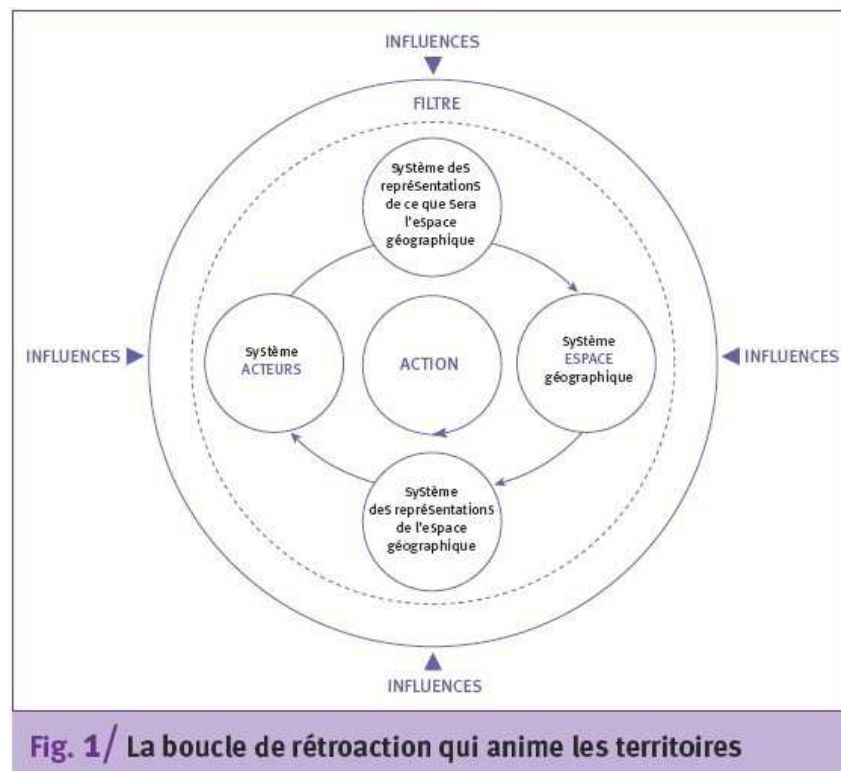 INFLUENCES
FILTRE
Système des
représentations
de ce que sera
l'espace
géographique
INFLUENCES
Système
ACTEURS
ACTION
Système
ESPACE
géographique
INFLUENCES
Système
des représentations
de l'espace
géographique
INFLUENCES
Fig. 1/ La boucle de rétroaction qui anime les territoires